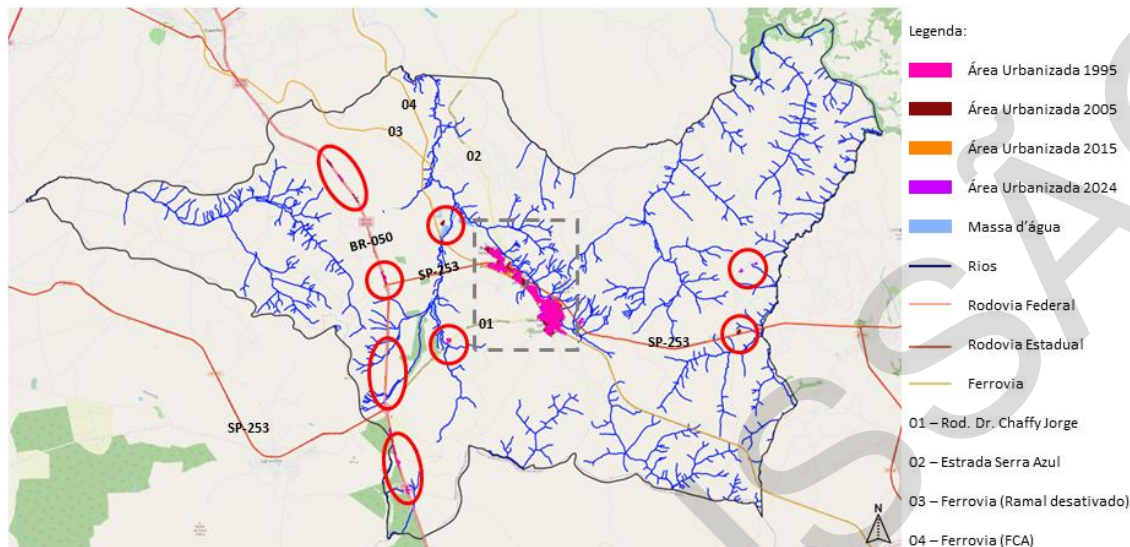 04
03
02
BR-050
SP-253
01
SP-253
SP-253
N
Legenda:
Área Urbanizada 1995
Área Urbanizada 2005
Área Urbanizada 2015
Área Urbanizada 2024
Massa d'água
Rios
Rodovia Federal
Rodovia Estadual
Ferrovia
01 – Rod. Dr. Chaffy Jorge
02 – Estrada Serra Azul
03 – Ferrovia (Ramal desativado)
04 – Ferrovia (FCA)